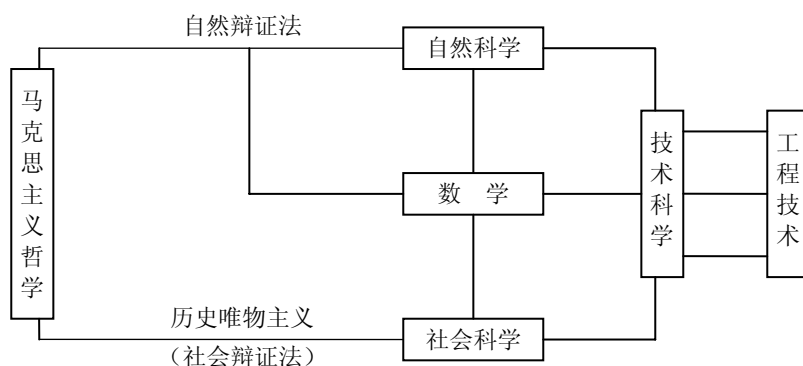 自然辩证法
自然科学
马克思主义哲学
数 学
技术科学
工程技术
历史唯物主义
(社会辩证法)
社会科学